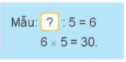 Mẫu: ? : 5 = 6
6 × 5 = 30.